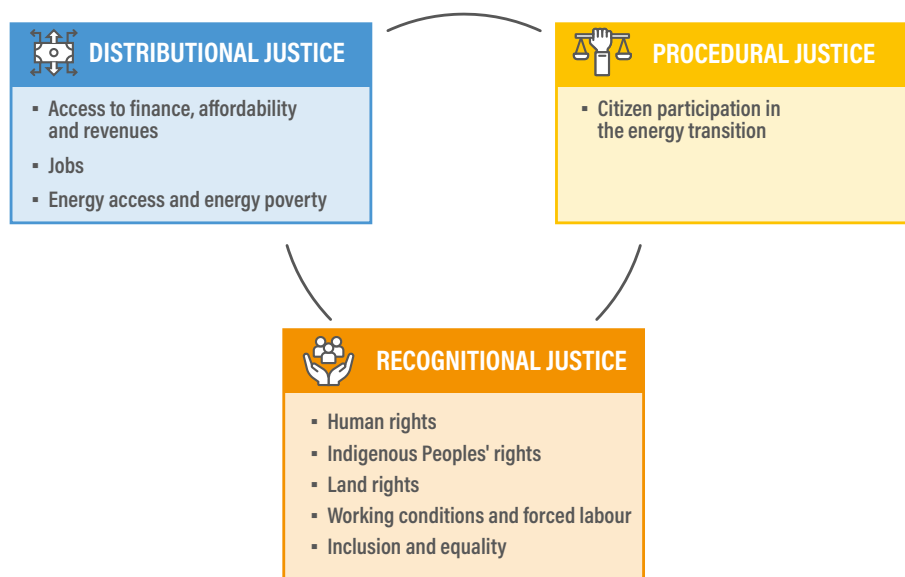 DISTRIBUTIONAL JUSTICE
▪ Access to finance, affordability
and revenues
▪ Jobs
▪ Energy access and energy poverty
PROCEDURAL JUSTICE
▪ Citizen participation in
the energy transition
RECOGNITIONAL JUSTICE
▪ Human rights
▪ Indigenous Peoples' rights
▪ Land rights
▪ Working conditions and forced labour
▪ Inclusion and equality